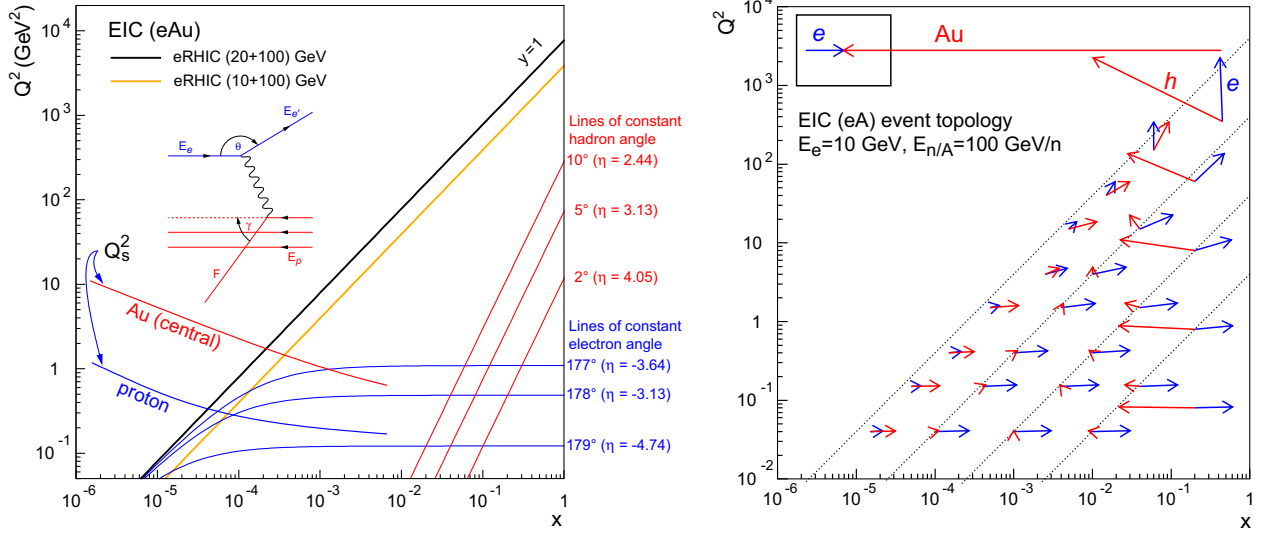 EIC (eAu)
eRHIC (20+100) GeV
eRHIC (10+100) GeV
y = 1
Q² (GeV²)
10⁴
10³
10²
10
1
10⁻¹
E_e'
E_e
θ
γ
E_p
F
Q_s²
Au (central)
proton
Lines of constant
hadron angle
10° (η = 2.44)
5° (η = 3.13)
2° (η = 4.05)
Lines of constant
electron angle
177° (η = -3.64)
178° (η = -3.13)
179° (η = -4.74)
10⁻⁶ 10⁻⁵ 10⁻⁴ 10⁻³ 10⁻² 10⁻¹ 1
x
Q²
10⁴
10³
10²
10
1
10⁻¹
10⁻²
e
Au
h
e
EIC (eA) event topology
E_e=10 GeV, E_n/A=100 GeV/n
10⁻⁶ 10⁻⁵ 10⁻⁴ 10⁻³ 10⁻² 10⁻¹ 1
x